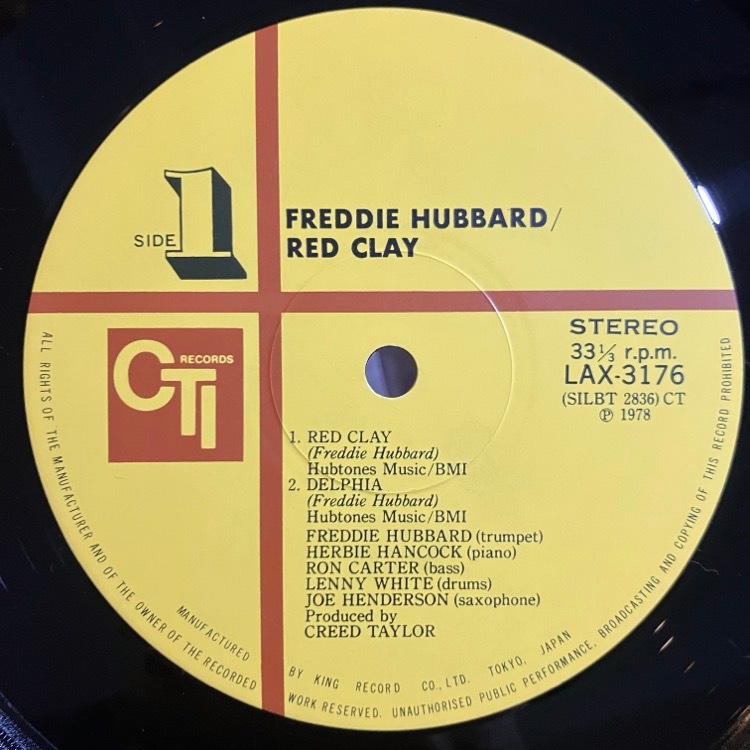 SIDE 1
FREDDIE HUBBARD/
RED CLAY
CTI RECORDS
STEREO
33 1/3 r.p.m.
LAX-3176
(SILBT 2836) CT
Ⓟ 1978
1. RED CLAY
(Freddie Hubbard)
Hubtones Music/BMI
2. DELPHIA
(Freddie Hubbard)
Hubtones Music/BMI
FREDDIE HUBBARD (trumpet)
HERBIE HANCOCK (piano)
RON CARTER (bass)
LENNY WHITE (drums)
JOE HENDERSON (saxophone)
Produced by
CREED TAYLOR
MANUFACTURED BY KING RECORD CO., LTD. TOKYO, JAPAN
ALL RIGHTS OF THE MANUFACTURER AND OF THE OWNER OF THE RECORDED WORK RESERVED. UNAUTHORISED PUBLIC PERFORMANCE, BROADCASTING AND COPYING OF THIS RECORD PROHIBITED